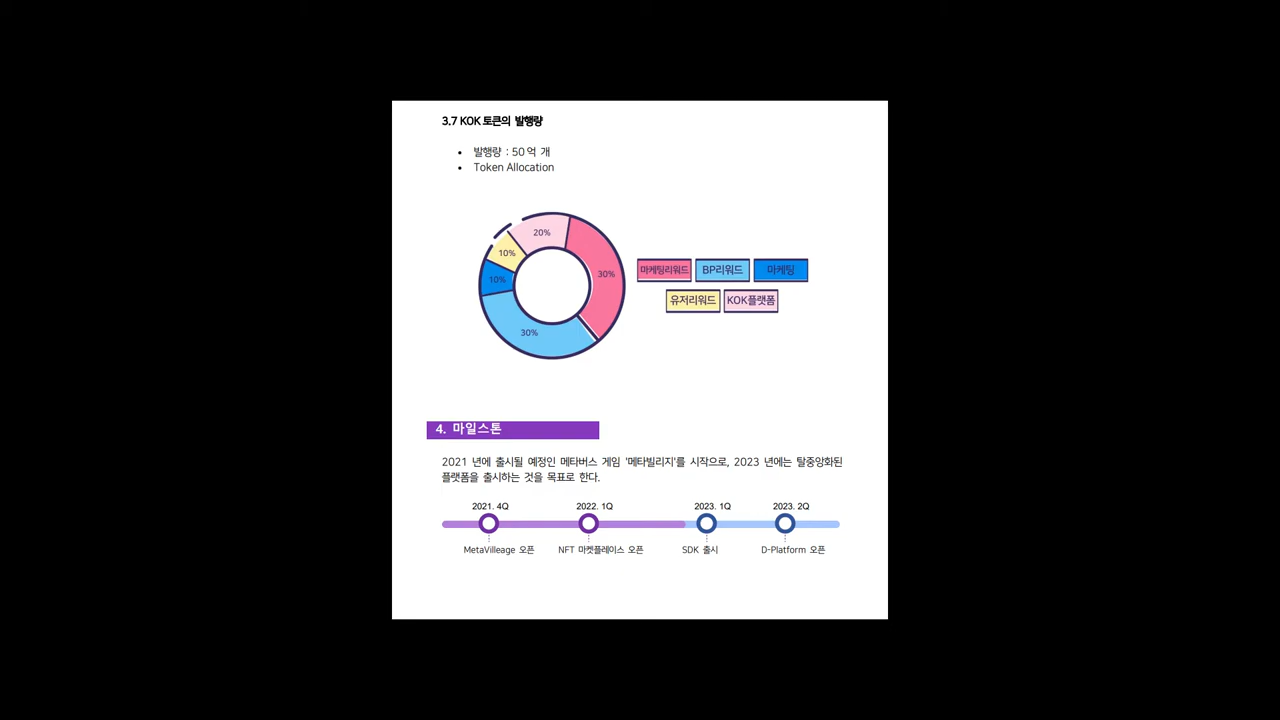 3.7 KOK 토큰의 발행량
• 발행량 : 50억 개
• Token Allocation
20%
10%
10%
30%
30%
마케팅리워드 BP리워드 마케팅
유저리워드 KOK플랫폼
4. 마일스톤
2021 년에 출시될 예정인 메타버스 게임 '메타빌리지'를 시작으로, 2023 년에는 탈중앙화된
플랫폼을 출시하는 것을 목표로 한다.
2021. 4Q 2022. 1Q 2023. 1Q 2023. 2Q
MetaVilleage 오픈 NFT 마켓플레이스 오픈 SDK 출시 D-Platform 오픈